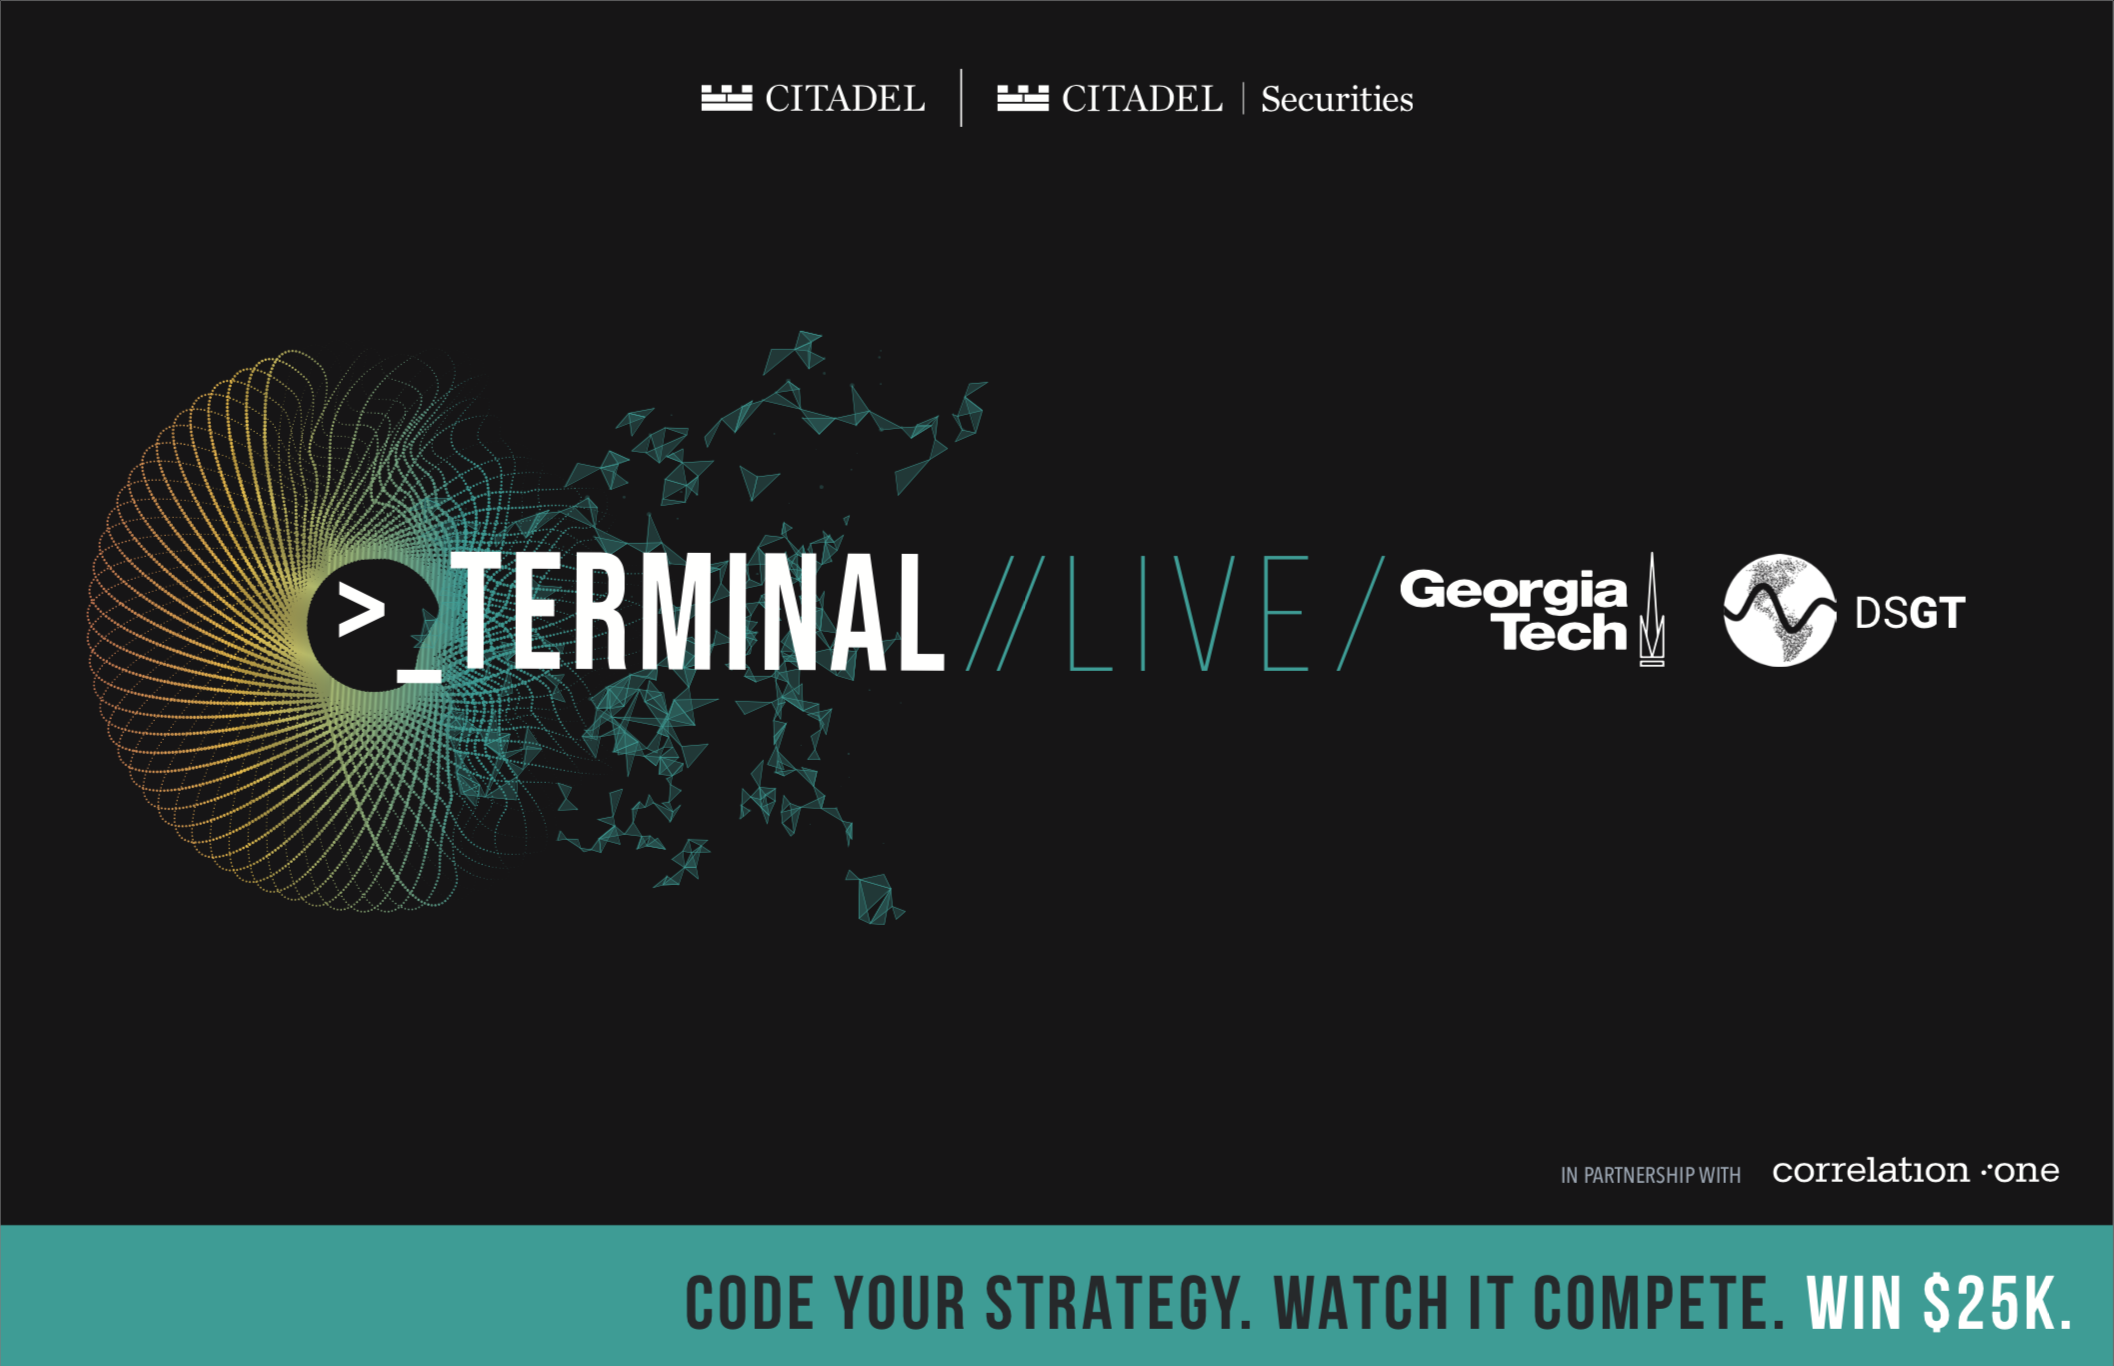 CITADEL | CITADEL | Securities
>_TERMINAL//LIVE/ Georgia Tech DSGT
IN PARTNERSHIP WITH correlation one
CODE YOUR STRATEGY. WATCH IT COMPETE. WIN $25K.